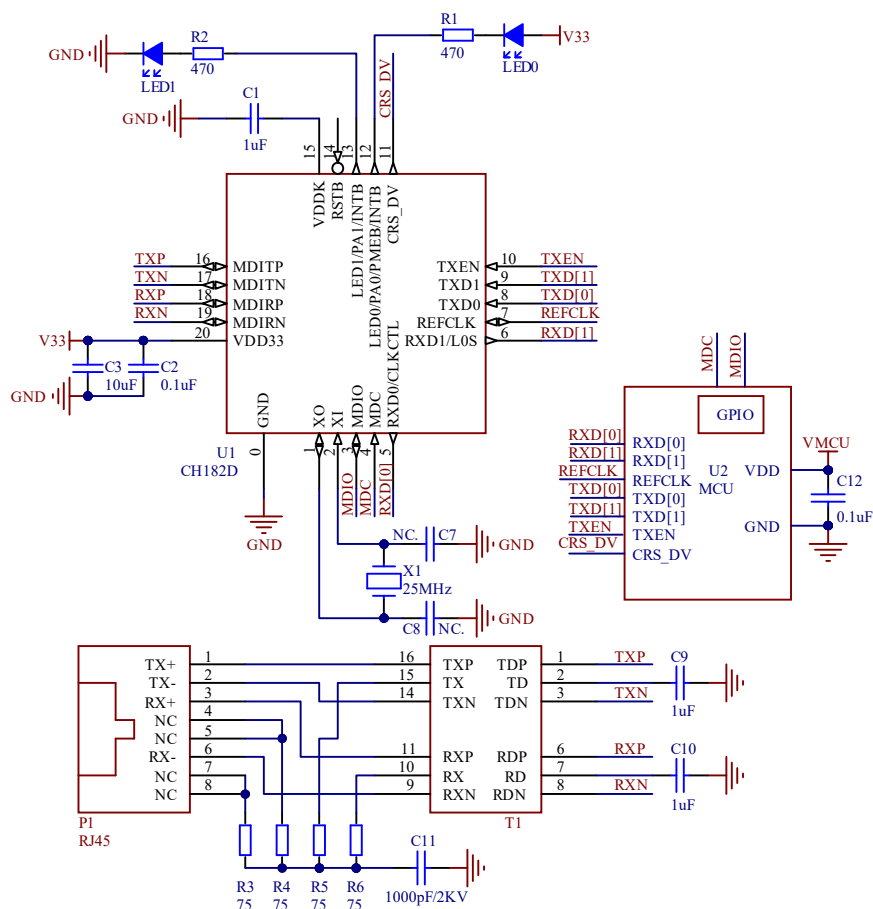 R2
R1
GND
V33
470
470
LED1
LED0
C1
CRS_DV
GND
1uF
15
14
13
12
11
VDDK
RSTB
LED1/PA1/INTB
LED0/PA0/PMEB/INTB
CRS_DV
TXP 16 MDITP
TXN 17 MDITN
RXP 18 MDIRP
RXN 19 MDIRN
V33 20 VDD33
TXEN 10 TXEN
TXD1 9 TXD[1]
TXD0 8 TXD[0]
REFCLK 7 REFCLK
RXD1/L0S 6 RXD[1]
C3
10uF
C2
0.1uF
GND
GND
XO
XI
MDIO
MDC
RXD0/CLKCTL
U1
CH182D
0
1
2
3
4
5
MDIO
MDC
RXD[0]
GND
NC. C7
GND
X1
25MHz
C8 NC.
GND
MDC
MDIO
GPIO
RXD[0] RXD[0]
RXD[1] RXD[1]
REFCLK REFCLK
TXD[0] TXD[0]
TXD[1] TXD[1]
TXEN TXEN
CRS_DV CRS_DV
U2
MCU
VDD
GND
VMCU
C12
0.1uF
TX+ 1
TX- 2
RX+ 3
NC 4
NC 5
RX- 6
NC 7
NC 8
P1
RJ45
16 TXP
15 TX
14 TXN
11 RXP
10 RX
9 RXN
TDP 1 TXP
TD 2
TDN 3 TXN
RDP 6 RXP
RD 7
RDN 8 RXN
T1
C9
1uF
C10
1uF
R3
75
R4
75
R5
75
R6
75
C11
1000pF/2KV